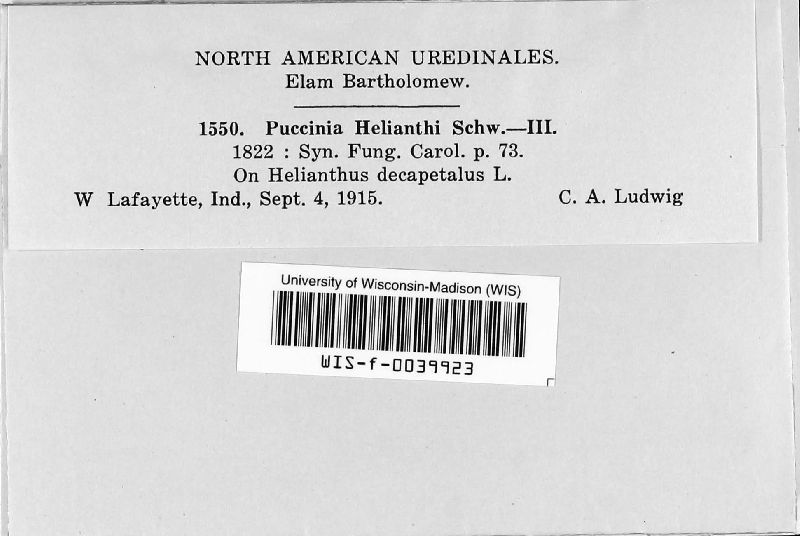 NORTH AMERICAN UREDINALES.
Elam Bartholomew.
1550. Puccinia Helianthi Schw.—III.
1822 : Syn. Fung. Carol. p. 73.
On Helianthus decapetalus L.
W Lafayette, Ind., Sept. 4, 1915. C. A. Ludwig
University of Wisconsin-Madison (WIS)
WIS-f-0039923